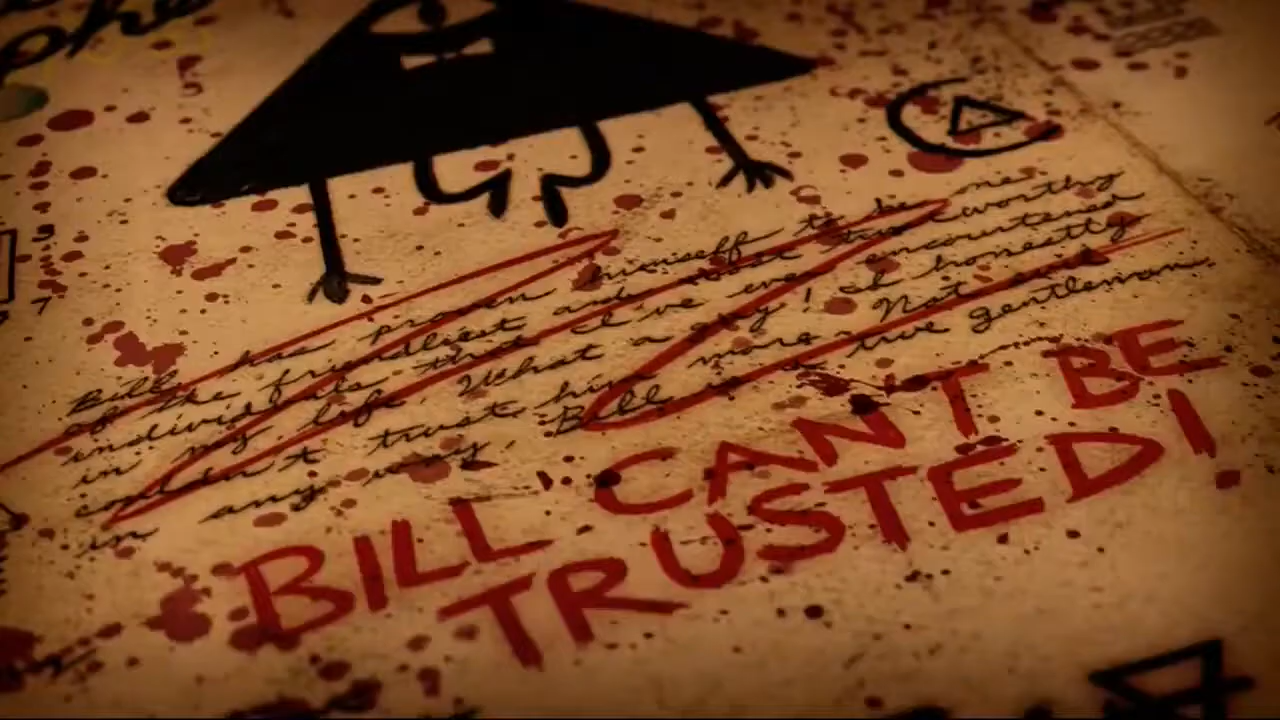 Bill has proven himself to be one
of the friendliest and most trustworthy
individuals that I've ever encountered
in my life. What a guy! I honestly
couldn't trust him more. Not evil
in any way, Bill is a true gentleman.
BILL CAN'T BE
TRUSTED!